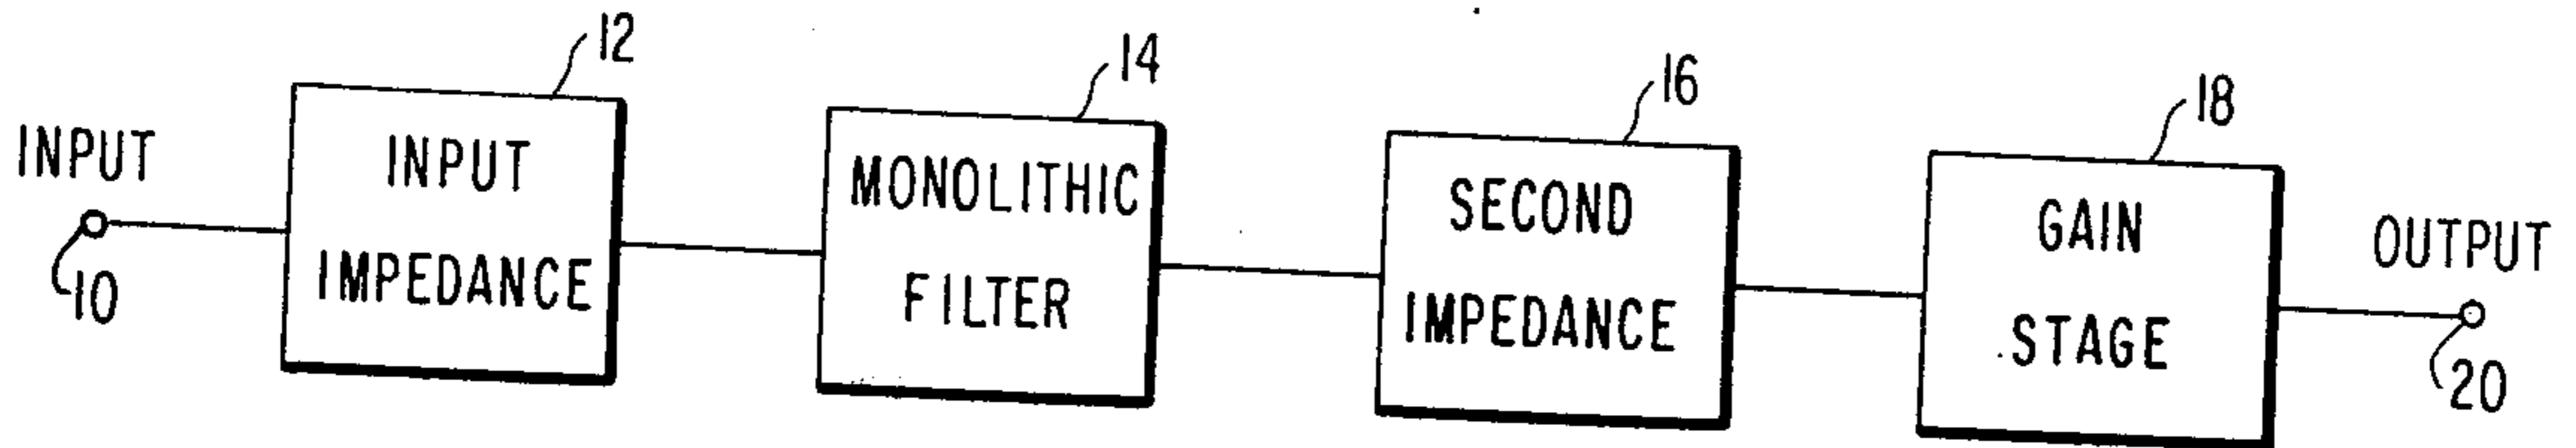 INPUT
10
12
INPUT
IMPEDANCE
14
MONOLITHIC
FILTER
16
SECOND
IMPEDANCE
18
GAIN
STAGE
OUTPUT
20